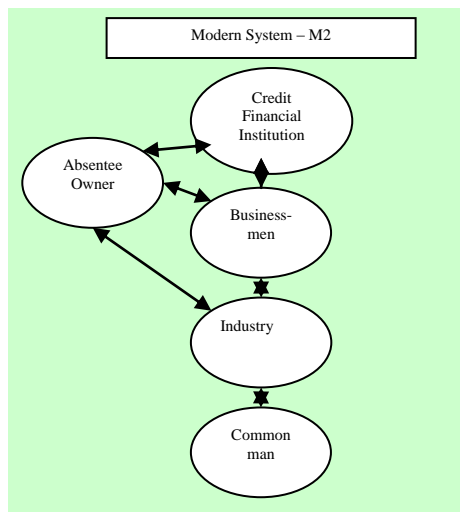 Modern System – M2
Credit
Financial
Institution
Absentee
Owner
Business-
men
Industry
Common
man